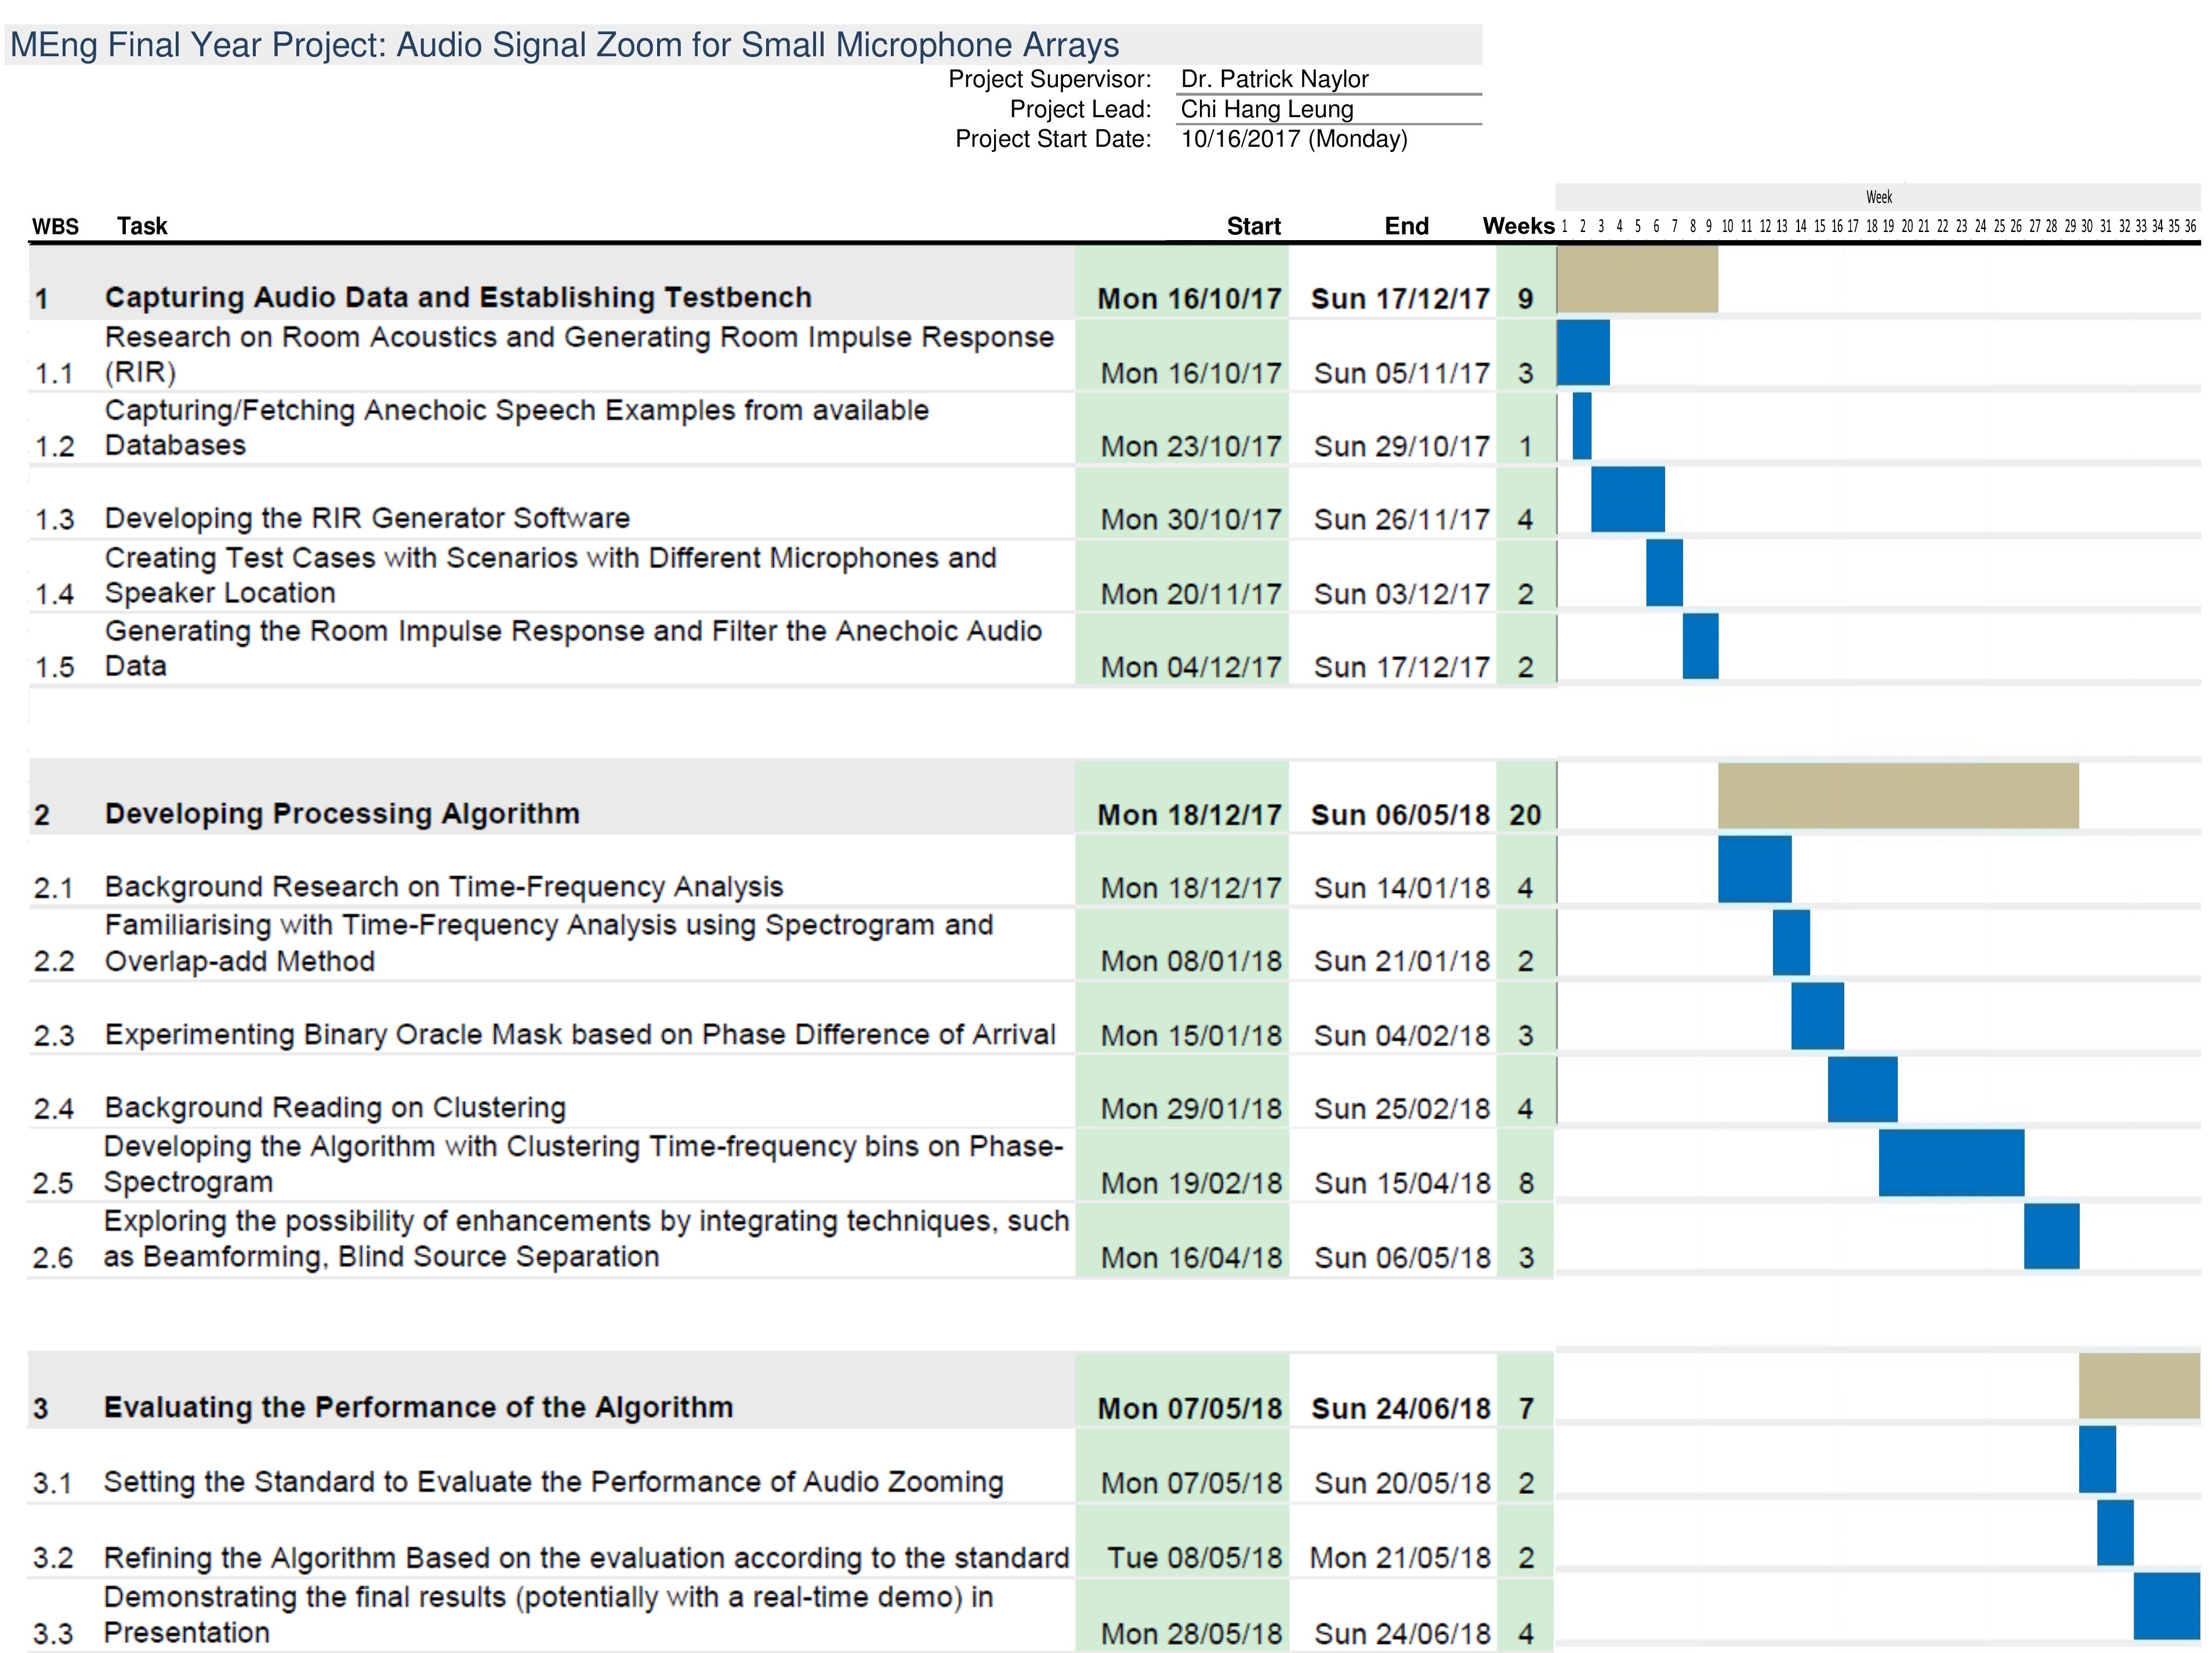 MEng Final Year Project: Audio Signal Zoom for Small Microphone Arrays
Project Supervisor: Dr. Patrick Naylor
Project Lead: Chi Hang Leung
Project Start Date: 10/16/2017 (Monday)
Week
WBS Task Start End Weeks 1 2 3 4 5 6 7 8 9 10 11 12 13 14 15 16 17 18 19 20 21 22 23 24 25 26 27 28 29 30 31 32 33 34 35 36
1 Capturing Audio Data and Establishing Testbench Mon 16/10/17 Sun 17/12/17 9
Research on Room Acoustics and Generating Room Impulse Response
1.1 (RIR) Mon 16/10/17 Sun 05/11/17 3
Capturing/Fetching Anechoic Speech Examples from available
1.2 Databases Mon 23/10/17 Sun 29/10/17 1
1.3 Developing the RIR Generator Software Mon 30/10/17 Sun 26/11/17 4
Creating Test Cases with Scenarios with Different Microphones and
1.4 Speaker Location Mon 20/11/17 Sun 03/12/17 2
Generating the Room Impulse Response and Filter the Anechoic Audio
1.5 Data Mon 04/12/17 Sun 17/12/17 2
2 Developing Processing Algorithm Mon 18/12/17 Sun 06/05/18 20
2.1 Background Research on Time-Frequency Analysis Mon 18/12/17 Sun 14/01/18 4
Familiarising with Time-Frequency Analysis using Spectrogram and
2.2 Overlap-add Method Mon 08/01/18 Sun 21/01/18 2
2.3 Experimenting Binary Oracle Mask based on Phase Difference of Arrival Mon 15/01/18 Sun 04/02/18 3
2.4 Background Reading on Clustering Mon 29/01/18 Sun 25/02/18 4
Developing the Algorithm with Clustering Time-frequency bins on Phase-
2.5 Spectrogram Mon 19/02/18 Sun 15/04/18 8
Exploring the possibility of enhancements by integrating techniques, such
2.6 as Beamforming, Blind Source Separation Mon 16/04/18 Sun 06/05/18 3
3 Evaluating the Performance of the Algorithm Mon 07/05/18 Sun 24/06/18 7
3.1 Setting the Standard to Evaluate the Performance of Audio Zooming Mon 07/05/18 Sun 20/05/18 2
3.2 Refining the Algorithm Based on the evaluation according to the standard Tue 08/05/18 Mon 21/05/18 2
Demonstrating the final results (potentially with a real-time demo) in
3.3 Presentation Mon 28/05/18 Sun 24/06/18 4